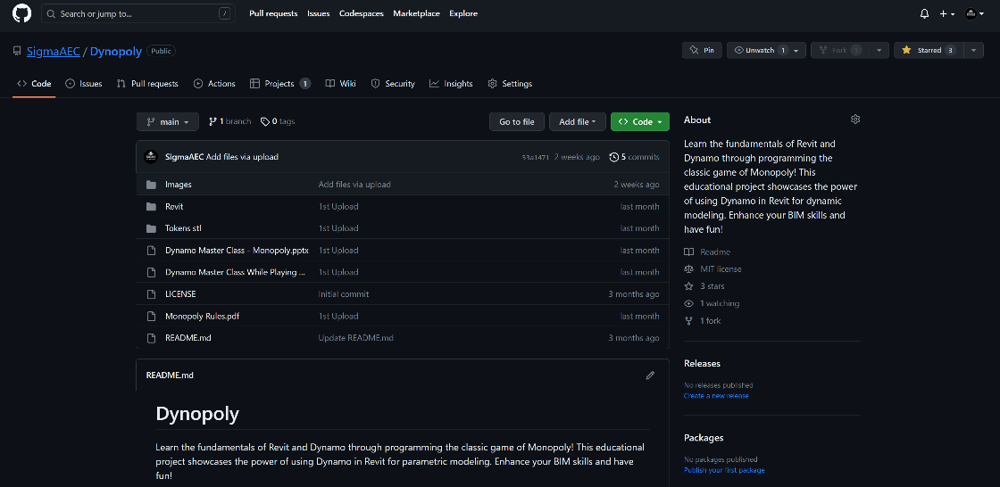 Search or jump to... /
Pull requests Issues Codespaces Marketplace Explore
SigmaAEC / Dynopoly Public
Pin Unwatch 1 Fork 1 Starred 3
Code Issues Pull requests Actions Projects 1 Wiki Security Insights Settings
main 1 branch 0 tags Go to file Add file Code
SigmaAEC Add files via upload 53a1471 2 weeks ago 5 commits
Images Add files via upload 2 weeks ago
Revit 1st Upload last month
Tokens stl 1st Upload last month
Dynamo Master Class - Monopoly.pptx 1st Upload last month
Dynamo Master Class While Playing ... 1st Upload last month
LICENSE Initial commit 3 months ago
Monopoly Rules.pdf 1st Upload last month
README.md Update README.md 3 months ago
README.md
Dynopoly
Learn the fundamentals of Revit and Dynamo through programming the classic game of Monopoly! This educational
project showcases the power of using Dynamo in Revit for parametric modeling. Enhance your BIM skills and have
fun!
About
Learn the fundamentals of Revit and
Dynamo through programming the
classic game of Monopoly! This
educational project showcases the power
of using Dynamo in Revit for dynamic
modeling. Enhance your BIM skills and
have fun!
Readme
MIT license
3 stars
1 watching
1 fork
Releases
No releases published
Create a new release
Packages
No packages published
Publish your first package